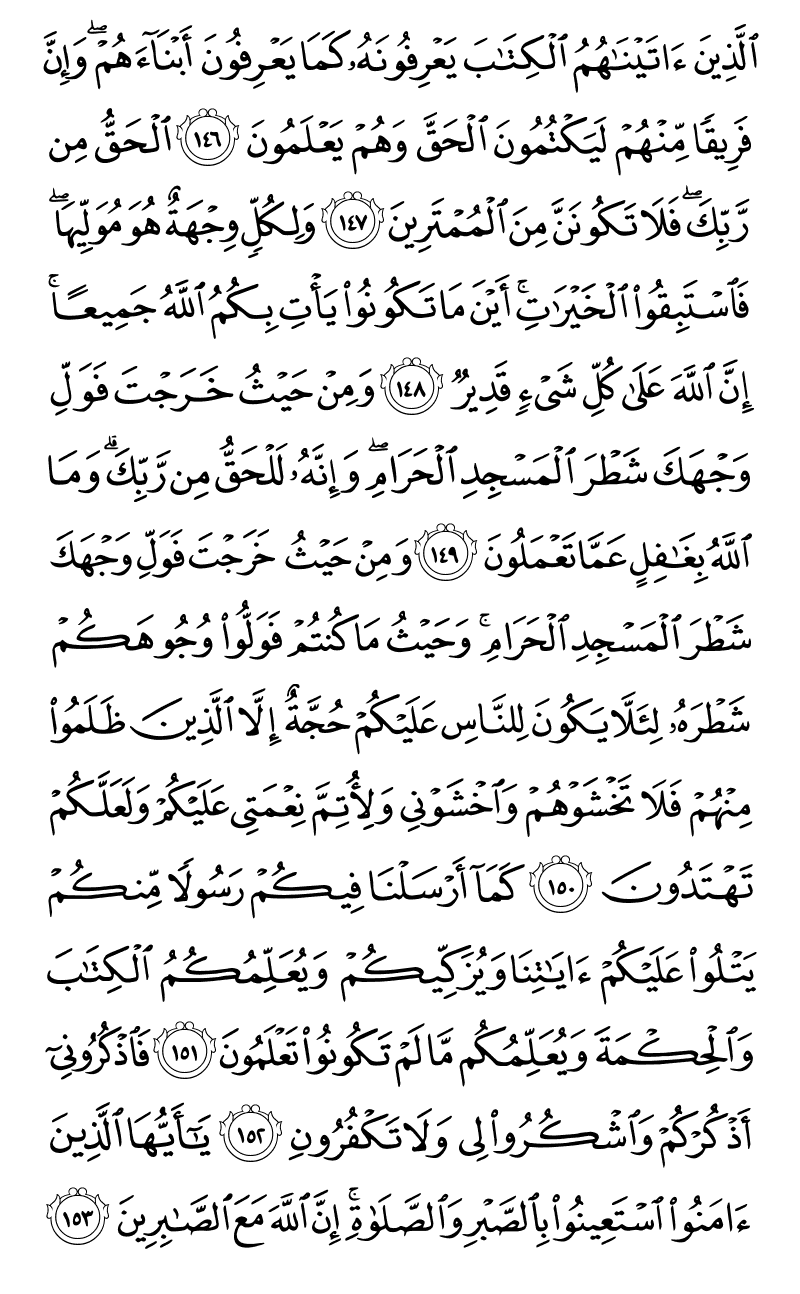 ٱلَّذِينَ ءَاتَيْنَٰهُمُ ٱلْكِتَٰبَ يَعْرِفُونَهُۥ كَمَا يَعْرِفُونَ أَبْنَآءَهُمْ ۖ وَإِنَّ
فَرِيقًا مِّنْهُمْ لَيَكْتُمُونَ ٱلْحَقَّ وَهُمْ يَعْلَمُونَ ١٤٦ ٱلْحَقُّ مِن
رَّبِّكَ ۖ فَلَا تَكُونَنَّ مِنَ ٱلْمُمْتَرِينَ ١٤٧ وَلِكُلٍّ وِجْهَةٌ هُوَ مُوَلِّيهَا ۖ
فَٱسْتَبِقُوا۟ ٱلْخَيْرَٰتِ ۚ أَيْنَ مَا تَكُونُوا۟ يَأْتِ بِكُمُ ٱللَّهُ جَمِيعًا ۚ
إِنَّ ٱللَّهَ عَلَىٰ كُلِّ شَىْءٍ قَدِيرٌ ١٤٨ وَمِنْ حَيْثُ خَرَجْتَ فَوَلِّ
وَجْهَكَ شَطْرَ ٱلْمَسْجِدِ ٱلْحَرَامِ ۖ وَإِنَّهُۥ لَلْحَقُّ مِن رَّبِّكَ ۗ وَمَا
ٱللَّهُ بِغَٰفِلٍ عَمَّا تَعْمَلُونَ ١٤٩ وَمِنْ حَيْثُ خَرَجْتَ فَوَلِّ وَجْهَكَ
شَطْرَ ٱلْمَسْجِدِ ٱلْحَرَامِ ۚ وَحَيْثُ مَا كُنتُمْ فَوَلُّوا۟ وُجُوهَكُمْ
شَطْرَهُۥ لِئَلَّا يَكُونَ لِلنَّاسِ عَلَيْكُمْ حُجَّةٌ إِلَّا ٱلَّذِينَ ظَلَمُوا۟
مِنْهُمْ فَلَا تَخْشَوْهُمْ وَٱخْشَوْنِى وَلِأُتِمَّ نِعْمَتِى عَلَيْكُمْ وَلَعَلَّكُمْ
تَهْتَدُونَ ١٥٠ كَمَآ أَرْسَلْنَا فِيكُمْ رَسُولًا مِّنكُمْ
يَتْلُوا۟ عَلَيْكُمْ ءَايَٰتِنَا وَيُزَكِّيكُمْ وَيُعَلِّمُكُمُ ٱلْكِتَٰبَ
وَٱلْحِكْمَةَ وَيُعَلِّمُكُم مَّا لَمْ تَكُونُوا۟ تَعْلَمُونَ ١٥١ فَٱذْكُرُونِىٓ
أَذْكُرْكُمْ وَٱشْكُرُوا۟ لِى وَلَا تَكْفُرُونِ ١٥٢ يَٰٓأَيُّهَا ٱلَّذِينَ
ءَامَنُوا۟ ٱسْتَعِينُوا۟ بِٱلصَّبْرِ وَٱلصَّلَوٰةِ ۚ إِنَّ ٱللَّهَ مَعَ ٱلصَّٰبِرِينَ ١٥٣